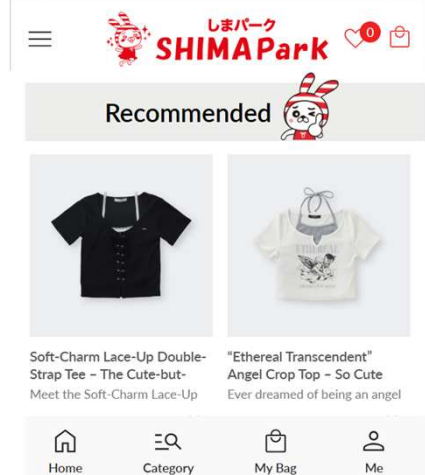 しまパーク
SHIMAPark
0
Recommended
Soft-Charm Lace-Up Double-
Strap Tee – The Cute-but-
Meet the Soft-Charm Lace-Up
ETHEREAL
“Ethereal Transcendent”
Angel Crop Top – So Cute
Ever dreamed of being an angel
Home
Category
My Bag
Me